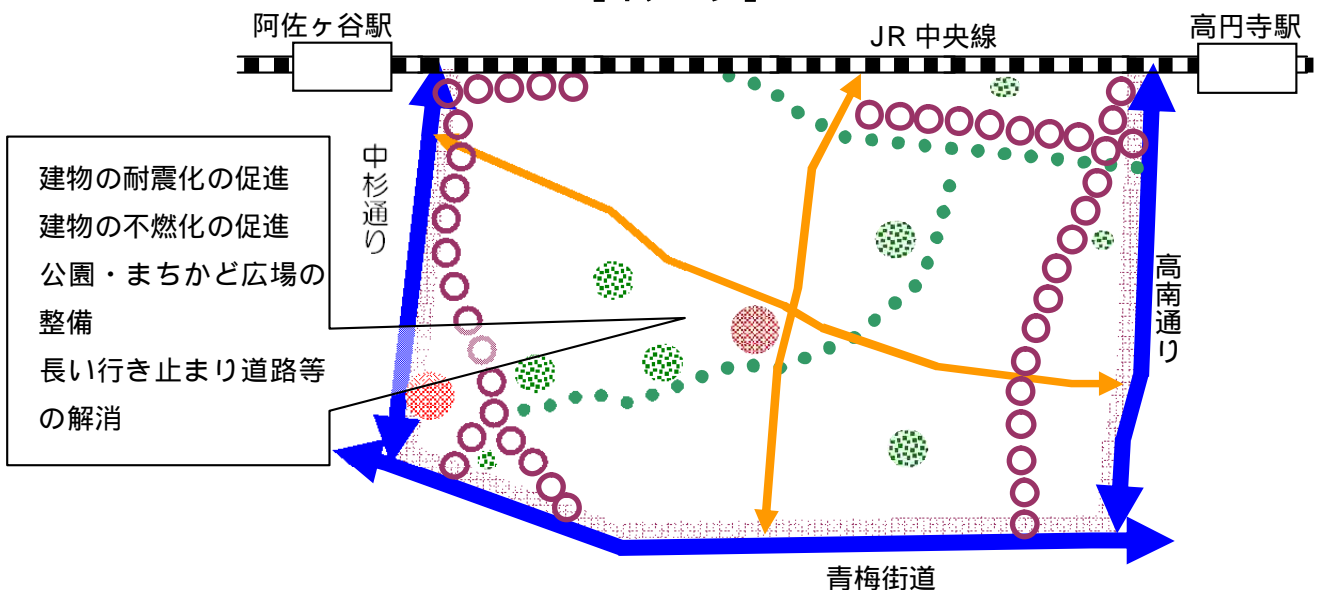 阿佐ヶ谷駅
JR 中央線
高円寺駅
中杉通り
建物の耐震化の促進
建物の不燃化の促進
公園・まちかど広場の
整備
長い行き止まり道路等
の解消
高南通り
青梅街道